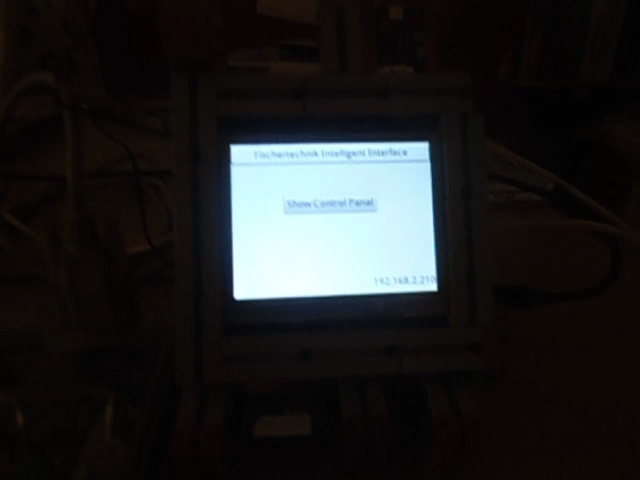 Fischertechnik Intelligent Interface
Show Control Panel
192.168.2.210